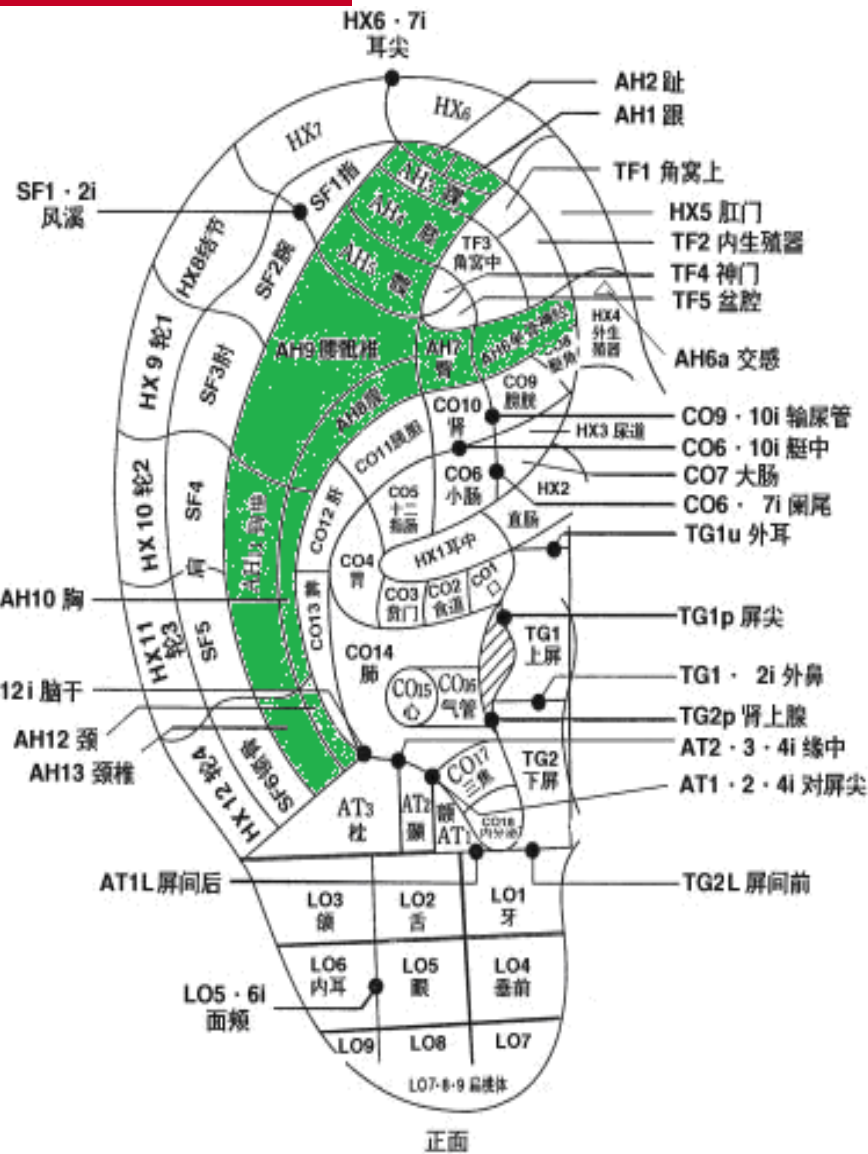 HX6 · 7i
耳尖
HX6
HX7
AH2 趾
AH1 跟
SF1 · 2i
风溪
SF1指
AH3
AH4
AH5
TF1 角窝上
HX5 肛门
TF2 内生殖器
TF3
角窝中
TF4 神门
TF5 盆腔
HX8结节
SF2腕
HX4
外生
殖器
AH6a 交感
HX 9 轮1
SF3肘
AH9 腰骶椎
AH7
臀
AH8腹
CO9
膀胱
CO10
肾
CO9 · 10i 输尿管
HX3 尿道
CO6 · 10i 艇中
CO11胰胆
CO6
小肠
CO7 大肠
HX2
CO6 · 7i 阑尾
HX 10 轮2
SF4
肩
CO12 肝
CO5
十二
指肠
直肠
HX1耳中
TG1u 外耳
CO4
胃
CO3
贲门
CO2
食道
CO1
口
AH10 胸
CO13 脾
TG1p 屏尖
TG1
上屏
HX11
轮3
SF5
CO14
肺
TG1 · 2i 外鼻
12 i 脑干
CO15
心
CO16
气管
TG2p 肾上腺
AH12 颈
AH13 颈椎
AT2 · 3 · 4i 缘中
CO17
三焦
TG2
下屏
AT1 · 2 · 4i 对屏尖
HX 12 轮4
SF6锁骨
AT3
枕
AT2
颞
额
AT1
CO18
内分泌
AT1L 屏间后
TG2L 屏间前
LO3
颌
LO2
舌
LO1
牙
LO6
内耳
LO5
眼
LO4
垂前
LO5 · 6i
面颊
LO9
LO8
LO7
LO7·8·9 扁桃体
正面